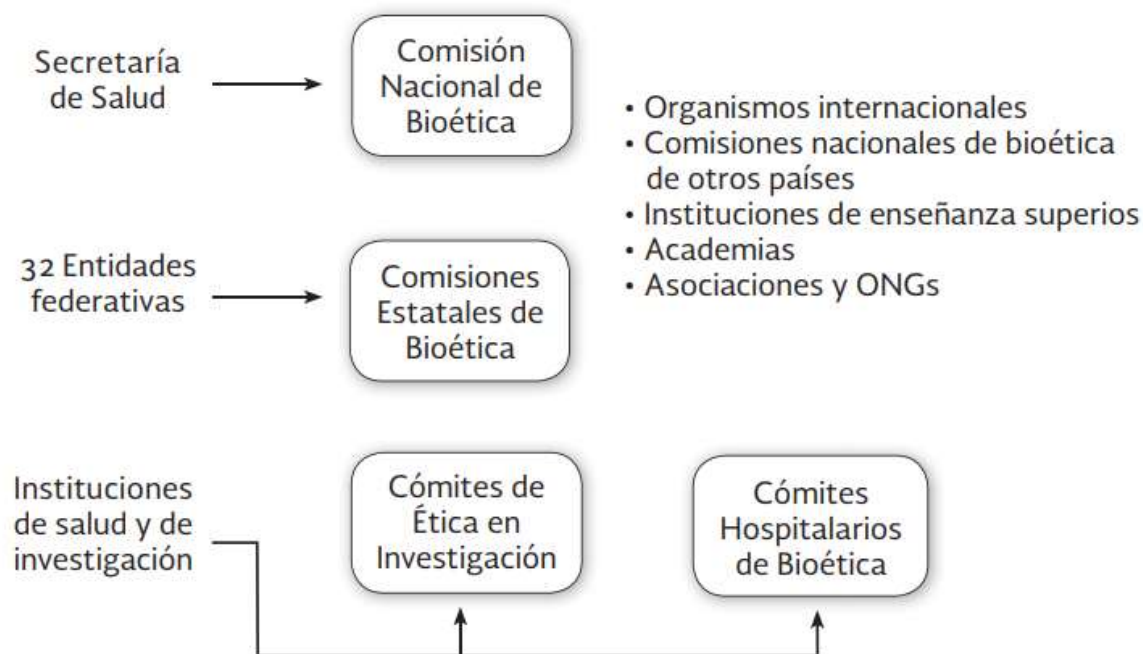 Secretaría
de Salud
Comisión
Nacional de
Bioética
• Organismos internacionales
• Comisiones nacionales de bioética
de otros países
• Instituciones de enseñanza superios
• Academias
• Asociaciones y ONGs
32 Entidades
federativas
Comisiones
Estatales de
Bioética
Instituciones
de salud y de
investigación
Cómites de
Ética en
Investigación
Cómites
Hospitalarios
de Bioética